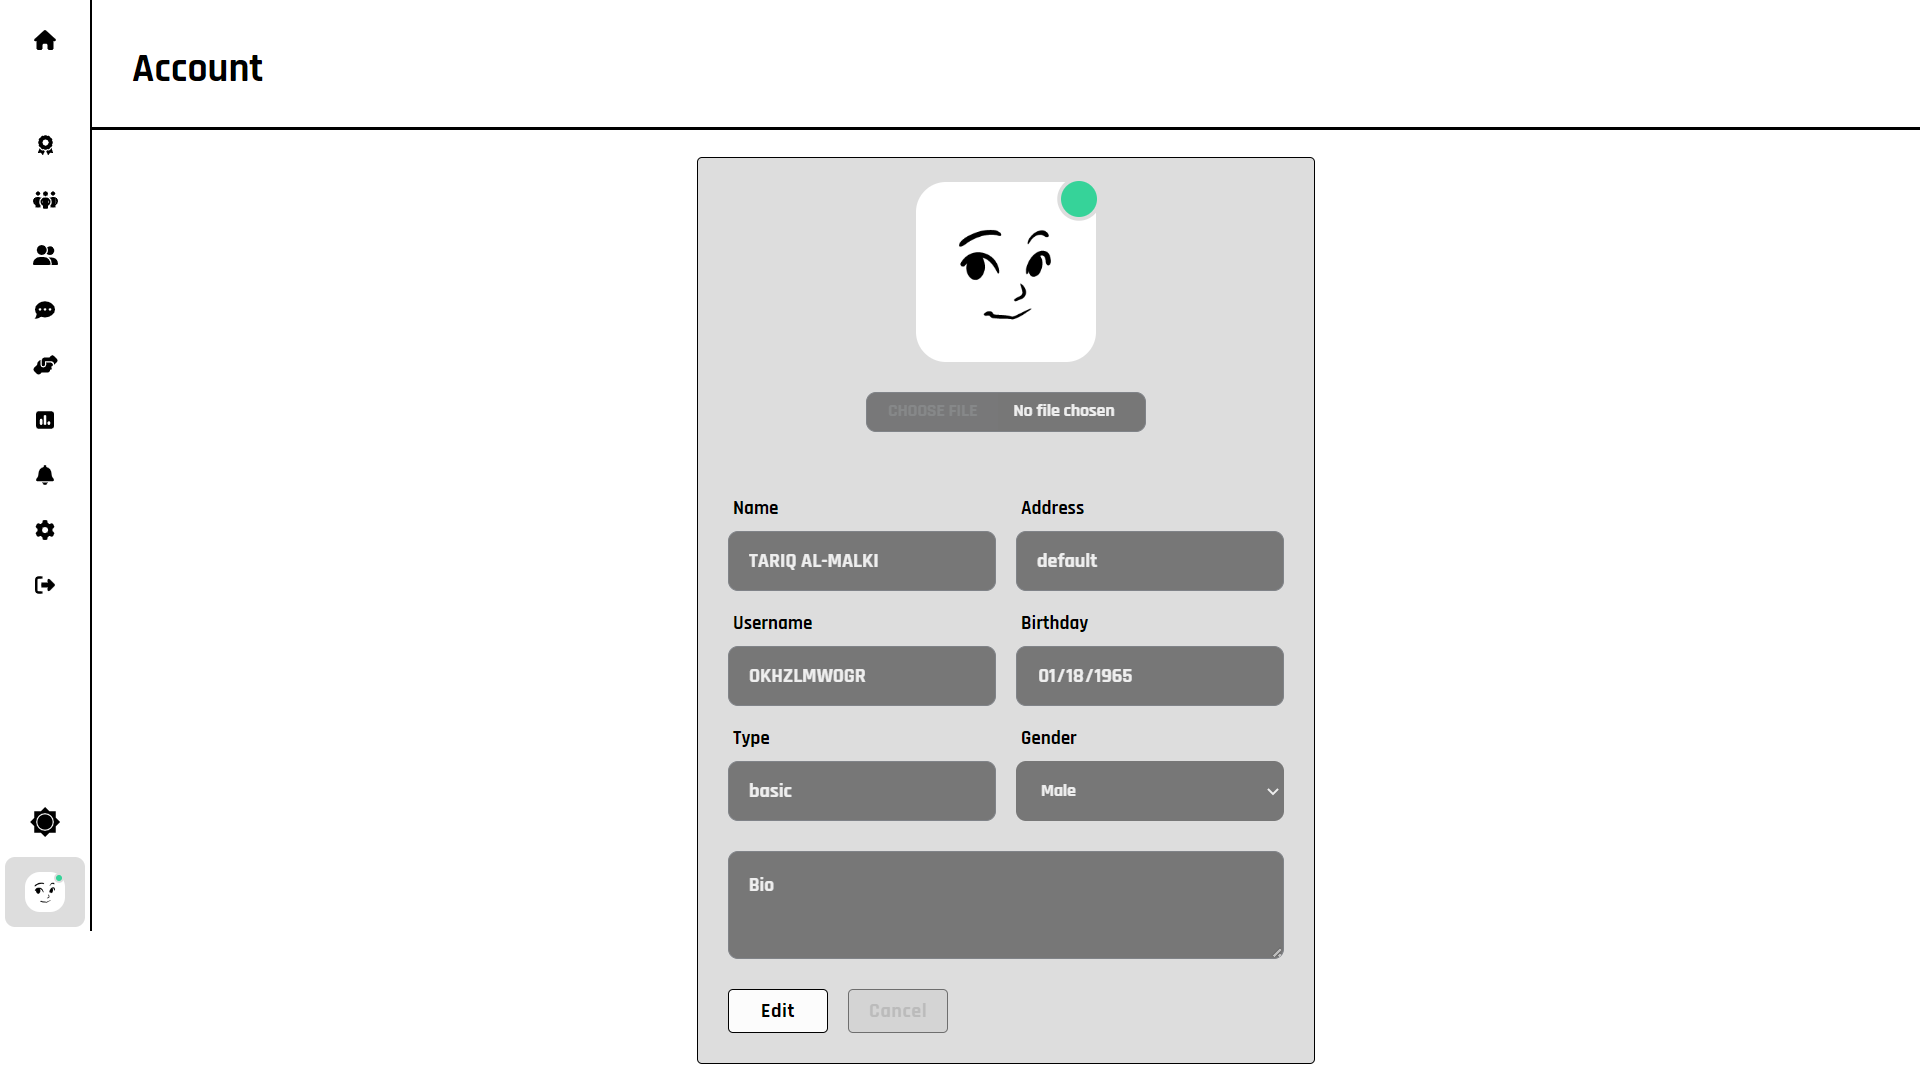 Account
CHOOSE FILE No file chosen
Name Address
TARIQ AL-MALKI default
Username Birthday
OKHZLMWOGR 01/18/1965
Type Gender
basic Male
Bio
Edit Cancel